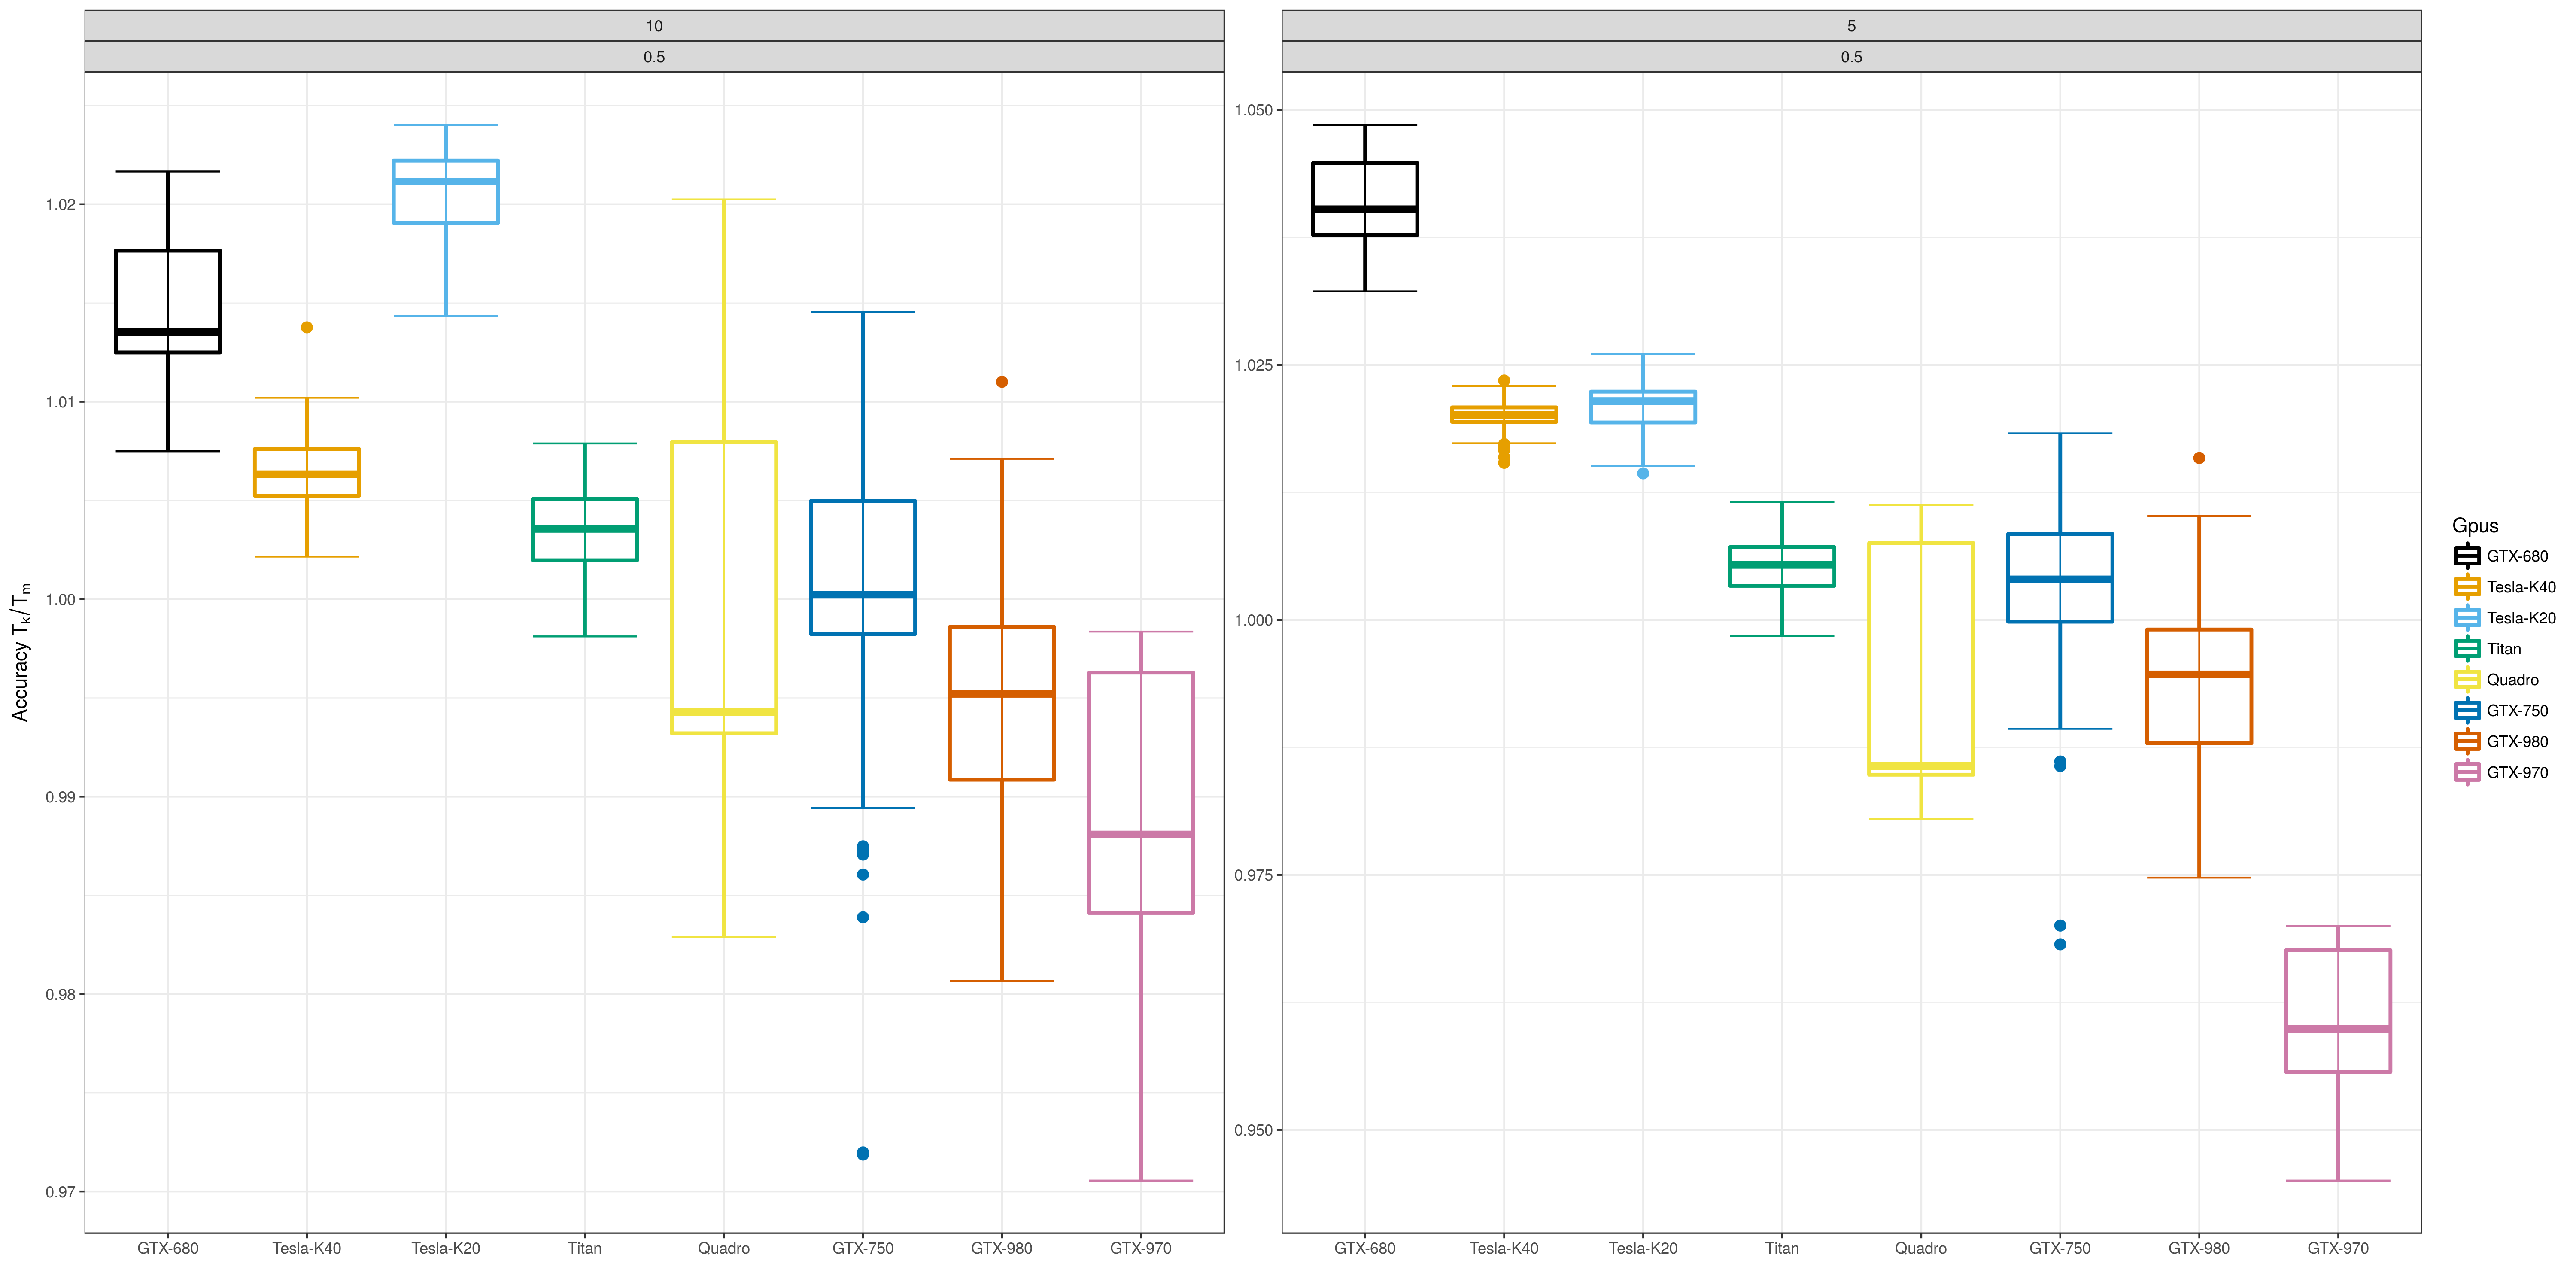 10
0.5
5
0.5
Accuracy Tk/Tm
1.02
1.01
1.00
0.99
0.98
0.97
GTX-680 Tesla-K40 Tesla-K20 Titan Quadro GTX-750 GTX-980 GTX-970
1.050
1.025
1.000
0.975
0.950
GTX-680 Tesla-K40 Tesla-K20 Titan Quadro GTX-750 GTX-980 GTX-970
Gpus
GTX-680
Tesla-K40
Tesla-K20
Titan
Quadro
GTX-750
GTX-980
GTX-970